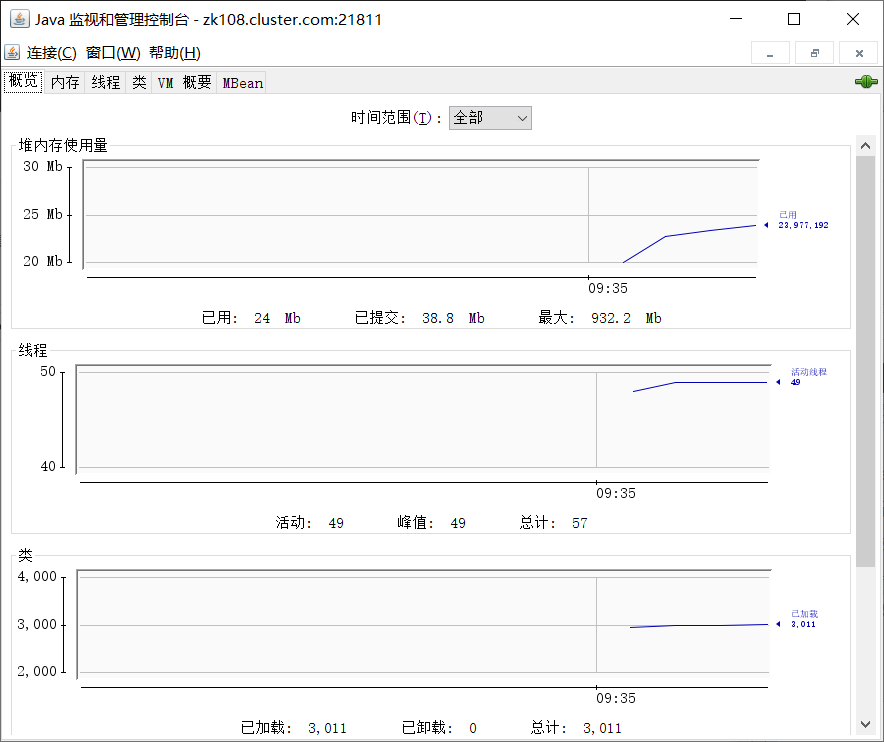 Java 监视和管理控制台 - zk108.cluster.com:21811
连接(C) 窗口(W) 帮助(H)
概览 内存 线程 类 VM 概要 MBean
时间范围(T): 全部
堆内存使用量
30 Mb
25 Mb
20 Mb
已用
23,977,192
09:35
已用: 24 Mb 已提交: 38.8 Mb 最大: 932.2 Mb
线程
50
40
活动线程
49
09:35
活动: 49 峰值: 49 总计: 57
类
4,000
3,000
2,000
已加载
3,011
09:35
已加载: 3,011 已卸载: 0 总计: 3,011